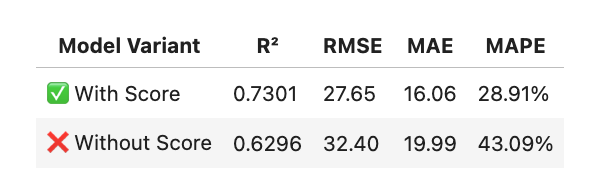 Model Variant R² RMSE MAE MAPE
✅ With Score 0.7301 27.65 16.06 28.91%
❌ Without Score 0.6296 32.40 19.99 43.09%